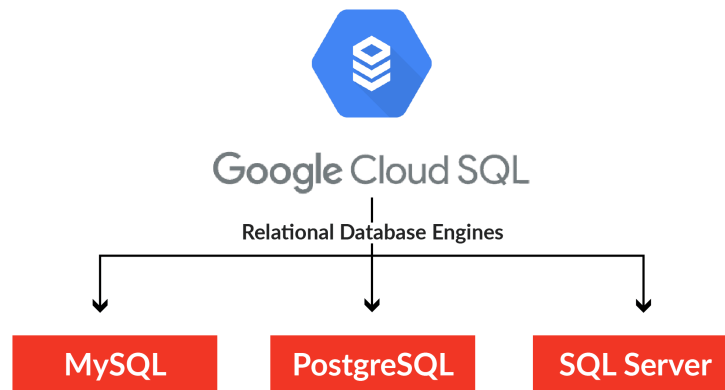 Google Cloud SQL
Relational Database Engines
MySQL
PostgreSQL
SQL Server